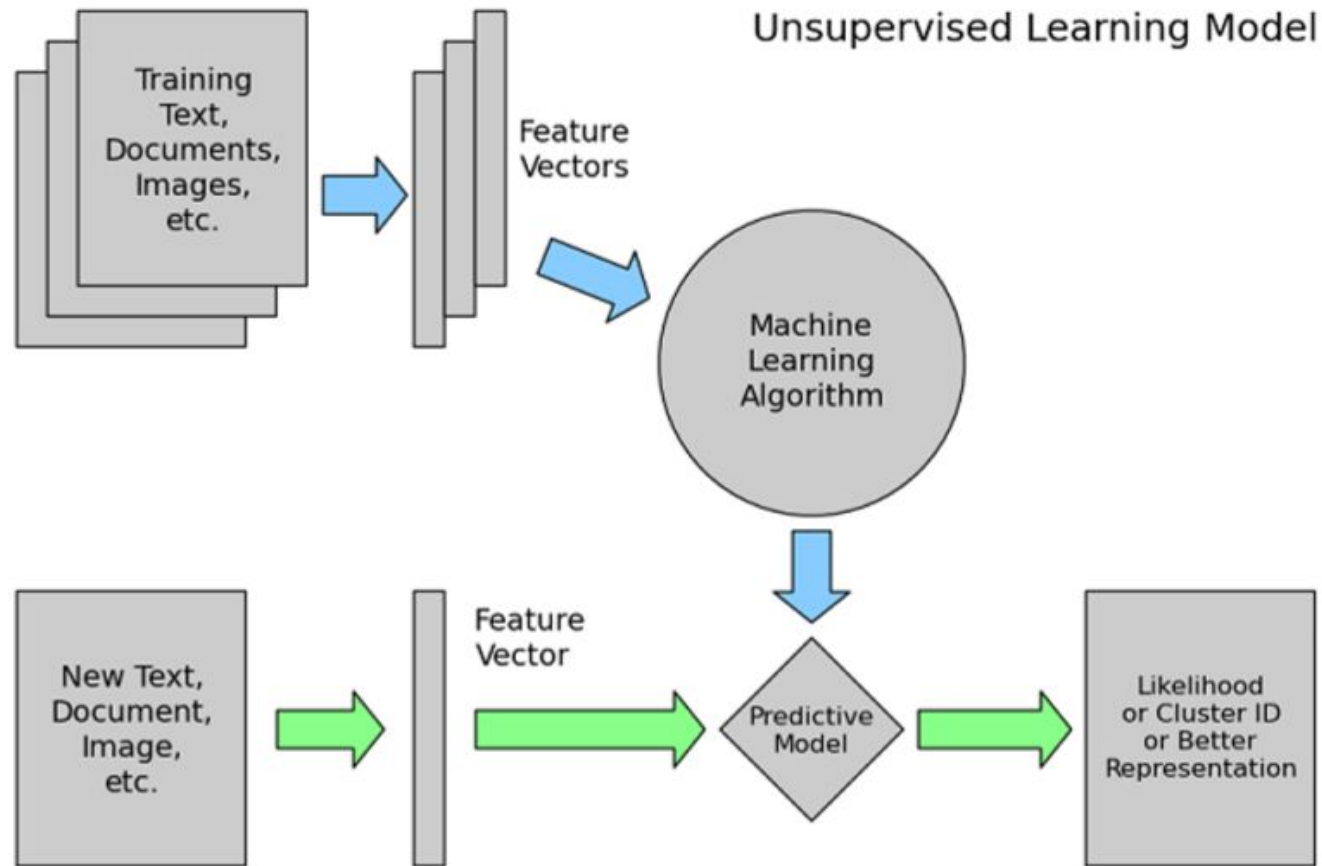 Unsupervised Learning Model
Training
Text,
Documents,
Images,
etc.
Feature
Vectors
Machine
Learning
Algorithm
New Text,
Document,
Image,
etc.
Feature
Vector
Predictive
Model
Likelihood
or Cluster ID
or Better
Representation